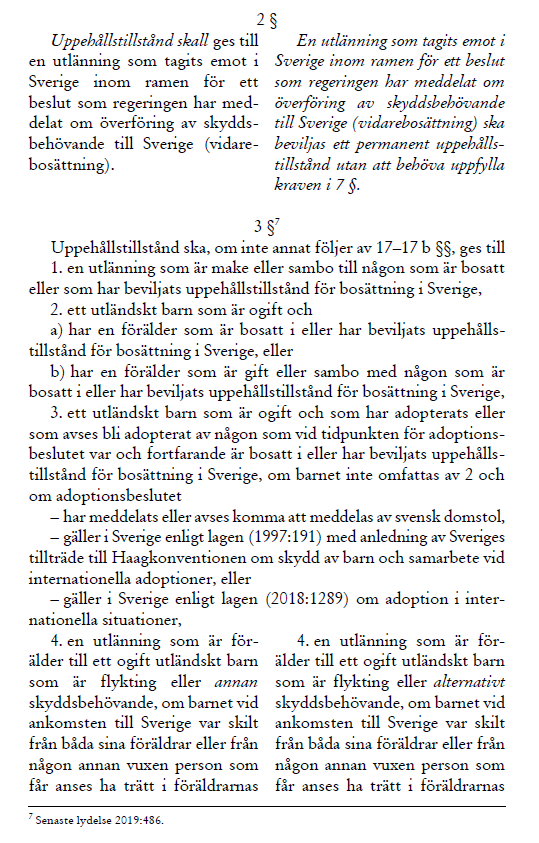 2 §
Uppehållstillstånd skall ges till
en utlänning som tagits emot i
Sverige inom ramen för ett
beslut som regeringen har med-
delat om överföring av skydds-
behövande till Sverige (vidare-
bosättning).
En utlänning som tagits emot i
Sverige inom ramen för ett beslut
som regeringen har meddelat om
överföring av skyddsbehövande
till Sverige (vidarebosättning) ska
beviljas ett permanent uppehålls-
tillstånd utan att behöva uppfylla
kraven i 7 §.
3 §⁷
Uppehållstillstånd ska, om inte annat följer av 17–17 b §§, ges till
1. en utlänning som är make eller sambo till någon som är bosatt
eller som har beviljats uppehållstillstånd för bosättning i Sverige,
2. ett utländskt barn som är ogift och
a) har en förälder som är bosatt i eller har beviljats uppehålls-
tillstånd för bosättning i Sverige, eller
b) har en förälder som är gift eller sambo med någon som är
bosatt i eller har beviljats uppehållstillstånd för bosättning i Sverige,
3. ett utländskt barn som är ogift och som har adopterats eller
som avses bli adopterat av någon som vid tidpunkten för adoptions-
beslutet var och fortfarande är bosatt i eller har beviljats uppehålls-
tillstånd för bosättning i Sverige, om barnet inte omfattas av 2 och
om adoptionsbeslutet
– har meddelats eller avses komma att meddelas av svensk domstol,
– gäller i Sverige enligt lagen (1997:191) med anledning av Sveriges
tillträde till Haagkonventionen om skydd av barn och samarbete vid
internationella adoptioner, eller
– gäller i Sverige enligt lagen (2018:1289) om adoption i inter-
nationella situationer,
4. en utlänning som är för-
älder till ett ogift utländskt barn
som är flykting eller annan
skyddsbehövande, om barnet vid
ankomsten till Sverige var skilt
från båda sina föräldrar eller från
någon annan vuxen person som
får anses ha trätt i föräldrarnas
4. en utlänning som är för-
älder till ett ogift utländskt barn
som är flykting eller alternativt
skyddsbehövande, om barnet vid
ankomsten till Sverige var skilt
från båda sina föräldrar eller från
någon annan vuxen person som
får anses ha trätt i föräldrarnas
⁷ Senaste lydelse 2019:486.